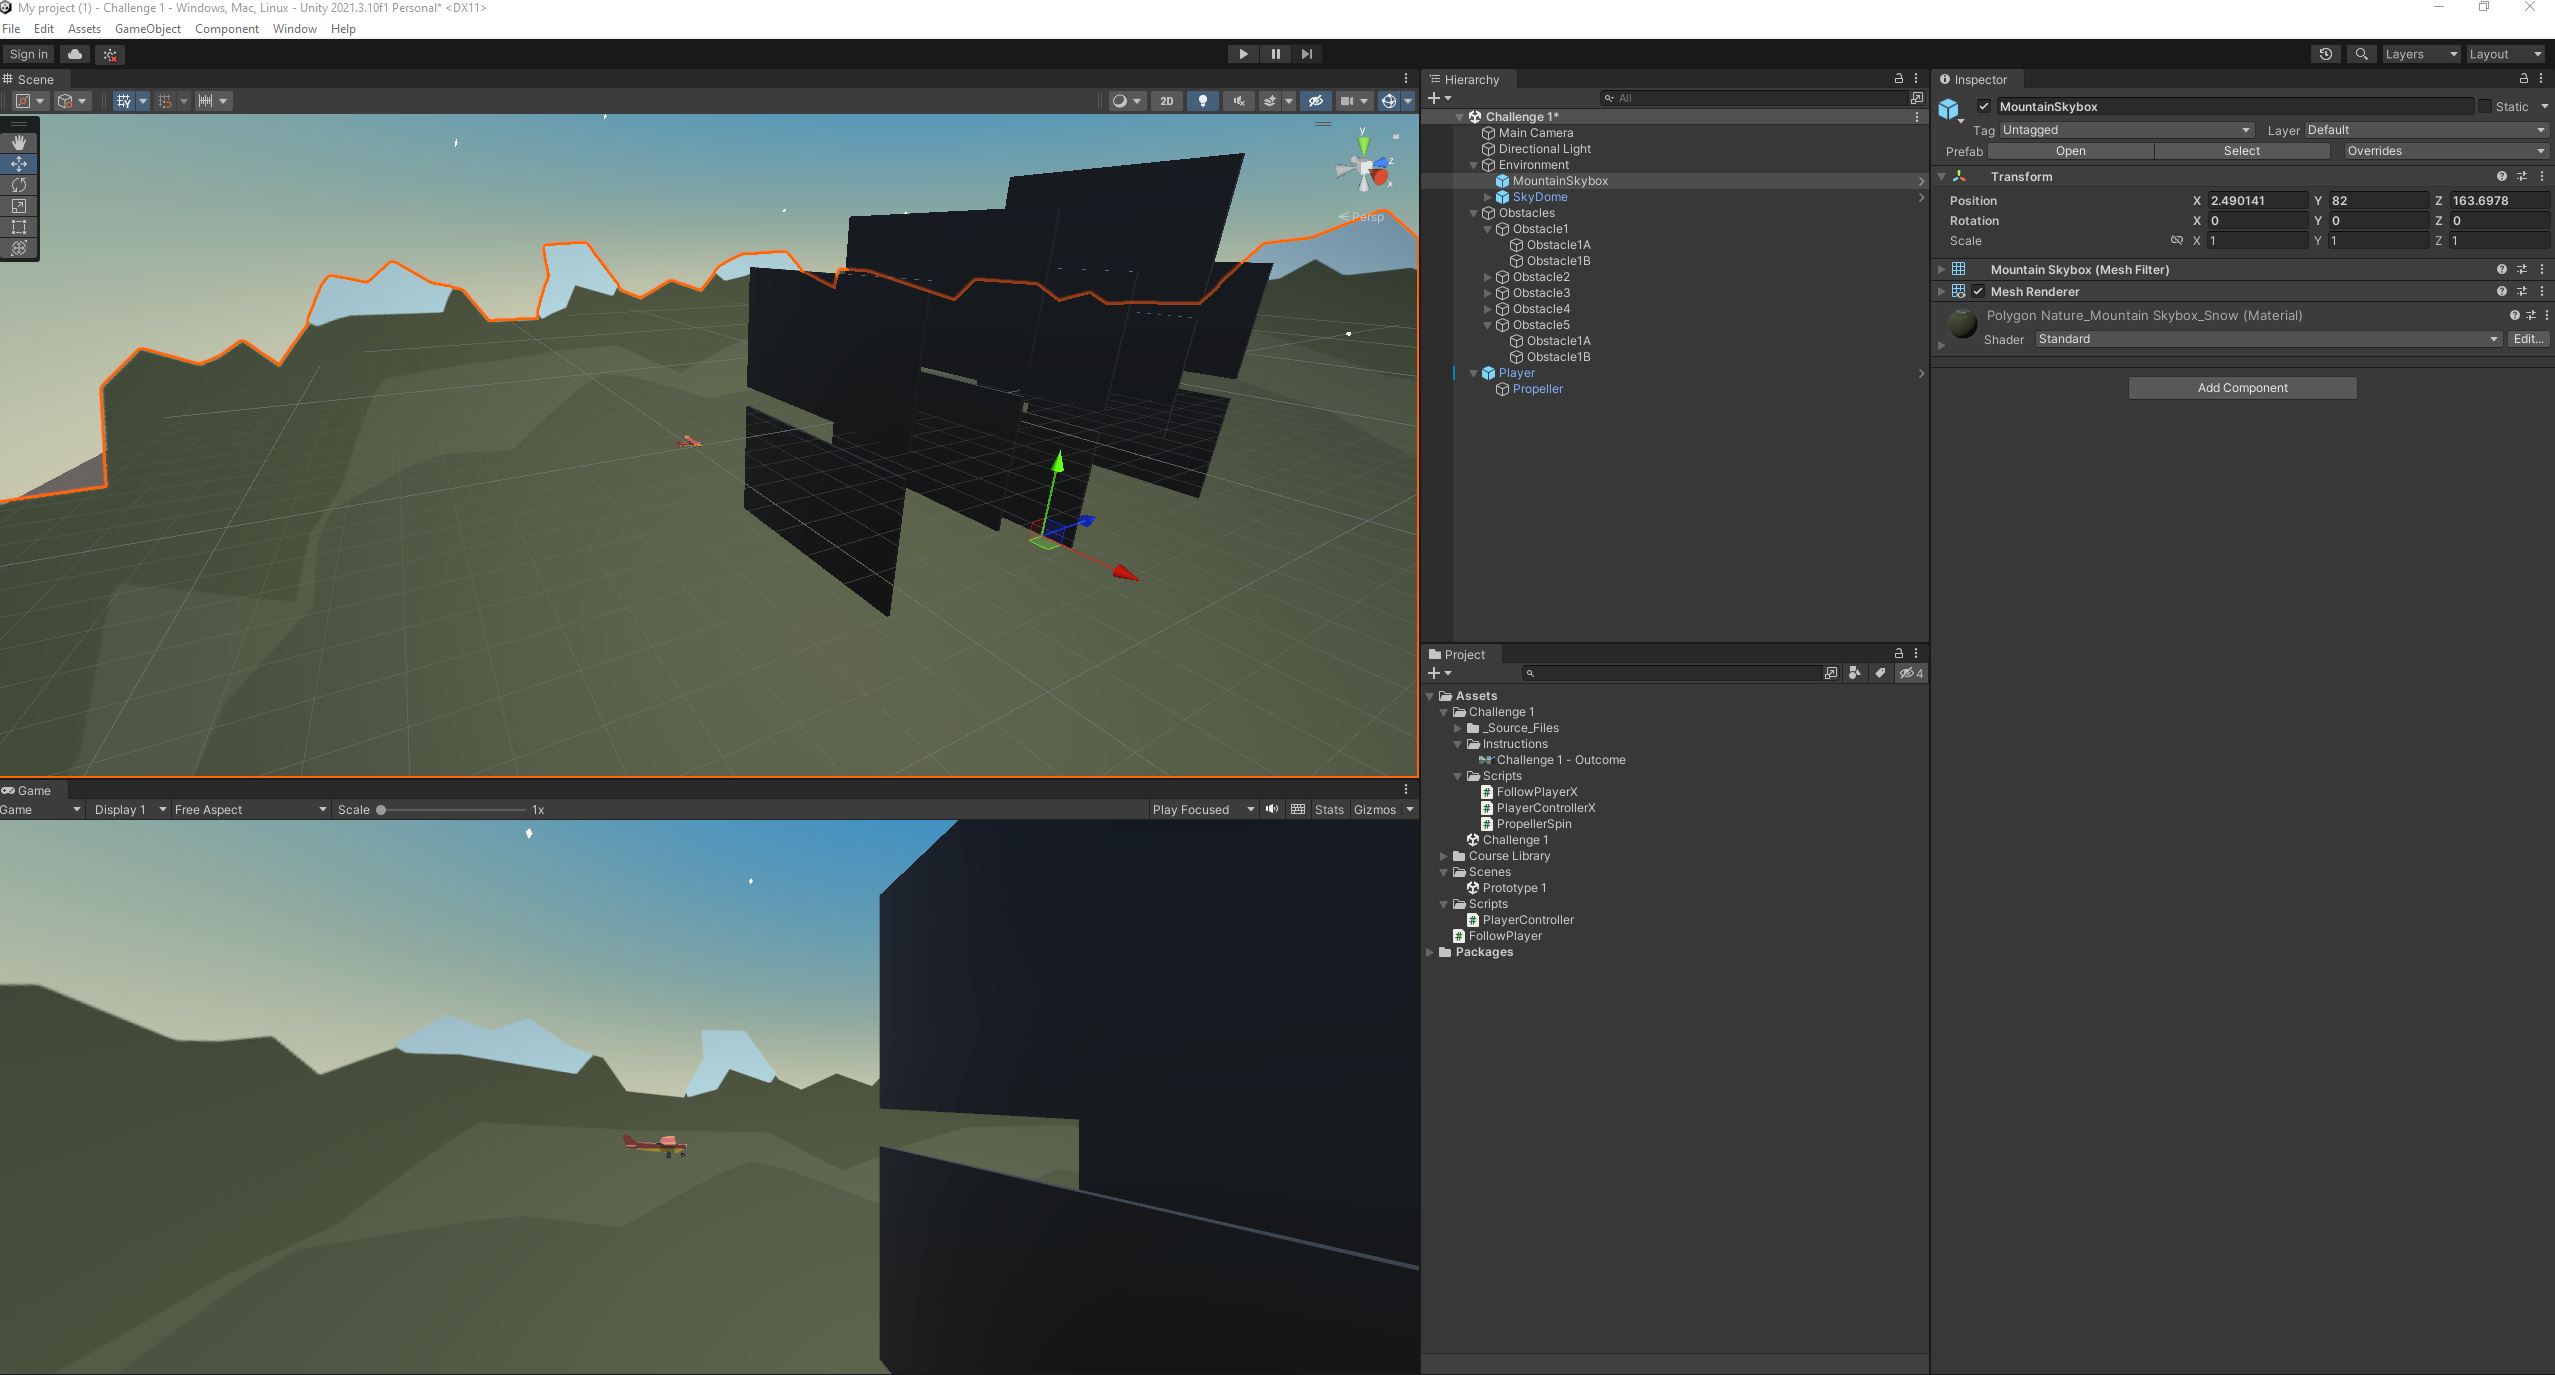 My project (1) - Challenge 1 - Windows, Mac, Linux - Unity 2021.3.10f1 Personal* <DX11>
File Edit Assets GameObject Component Window Help
Sign in Layers Layout
Scene
2D
y
z
x
Persp
Game
Game Display 1 Free Aspect Scale 1x Play Focused Stats Gizmos
Hierarchy
All
Challenge 1*
Main Camera
Directional Light
Environment
MountainSkybox
SkyDome
Obstacles
Obstacle1
Obstacle1A
Obstacle1B
Obstacle2
Obstacle3
Obstacle4
Obstacle5
Obstacle1A
Obstacle1B
Player
Propeller
Project
4
Assets
Challenge 1
_Source_Files
Instructions
Challenge 1 - Outcome
Scripts
FollowPlayerX
PlayerControllerX
PropellerSpin
Challenge 1
Course Library
Scenes
Prototype 1
Scripts
PlayerController
FollowPlayer
Packages
Inspector
MountainSkybox Static
Tag Untagged Layer Default
Prefab Open Select Overrides
Transform
Position X 2.490141 Y 82 Z 163.6978
Rotation X 0 Y 0 Z 0
Scale X 1 Y 1 Z 1
Mountain Skybox (Mesh Filter)
Mesh Renderer
Polygon Nature_Mountain Skybox_Snow (Material)
Shader Standard Edit...
Add Component